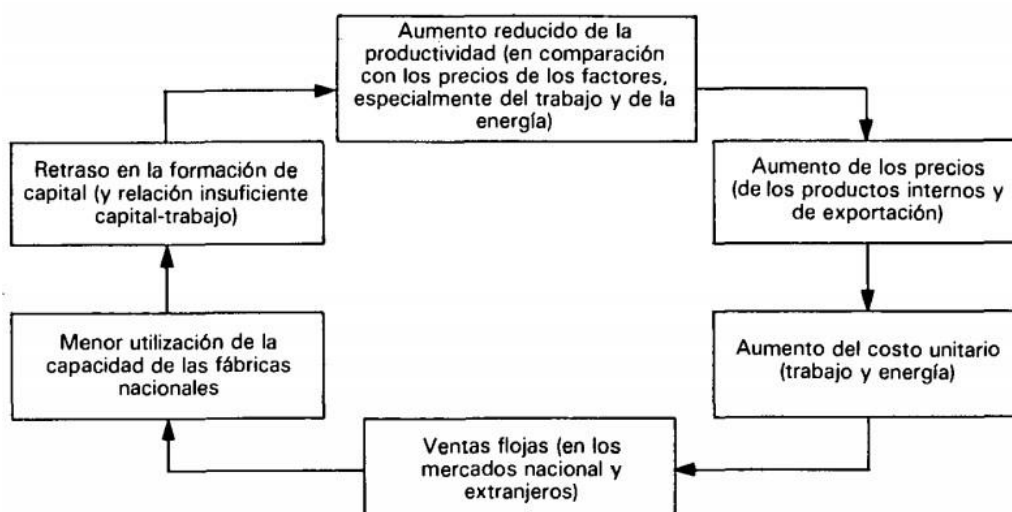 Aumento reducido de la
productividad (en comparación
con los precios de los factores,
especialmente del trabajo y de la
energía)
Aumento de los precios
(de los productos internos y
de exportación)
Aumento del costo unitario
(trabajo y energía)
Ventas flojas (en los
mercados nacional y
extranjeros)
Menor utilización de la
capacidad de las fábricas
nacionales
Retraso en la formación de
capital (y relación insuficiente
capital-trabajo)